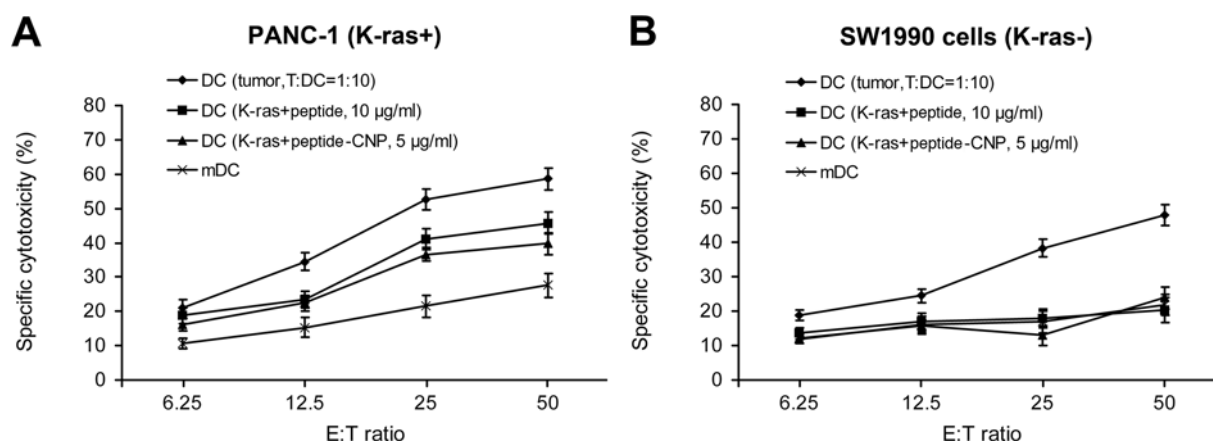 A
PANC-1 (K-ras+)
DC (tumor,T:DC=1:10)
DC (K-ras+peptide, 10 µg/ml)
DC (K-ras+peptide-CNP, 5 µg/ml)
mDC
Specific cytotoxicity (%)
80
70
60
50
40
30
20
10
0
6.25 12.5 25 50
E:T ratio
B
SW1990 cells (K-ras-)
DC (tumor,T:DC=1:10)
DC (K-ras+peptide, 10 µg/ml)
DC (K-ras+peptide-CNP, 5 µg/ml)
mDC
Specific cytotoxicity (%)
80
70
60
50
40
30
20
10
0
6.25 12.5 25 50
E:T ratio